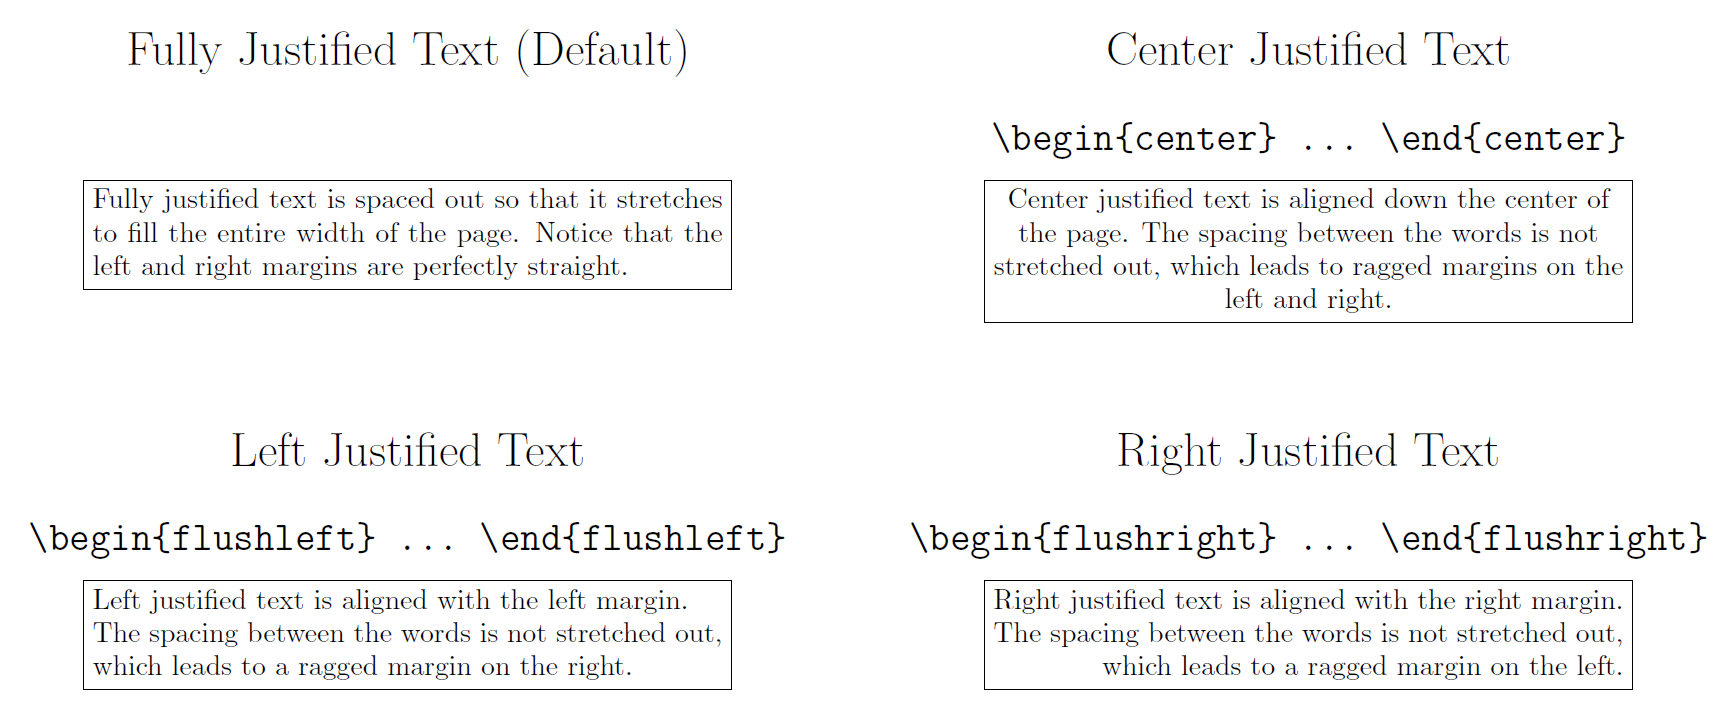 Fully Justified Text (Default)
Fully justified text is spaced out so that it stretches
to fill the entire width of the page. Notice that the
left and right margins are perfectly straight.
Center Justified Text
\begin{center} ... \end{center}
Center justified text is aligned down the center of
the page. The spacing between the words is not
stretched out, which leads to ragged margins on the
left and right.
Left Justified Text
\begin{flushleft} ... \end{flushleft}
Left justified text is aligned with the left margin.
The spacing between the words is not stretched out,
which leads to a ragged margin on the right.
Right Justified Text
\begin{flushright} ... \end{flushright}
Right justified text is aligned with the right margin.
The spacing between the words is not stretched out,
which leads to a ragged margin on the left.